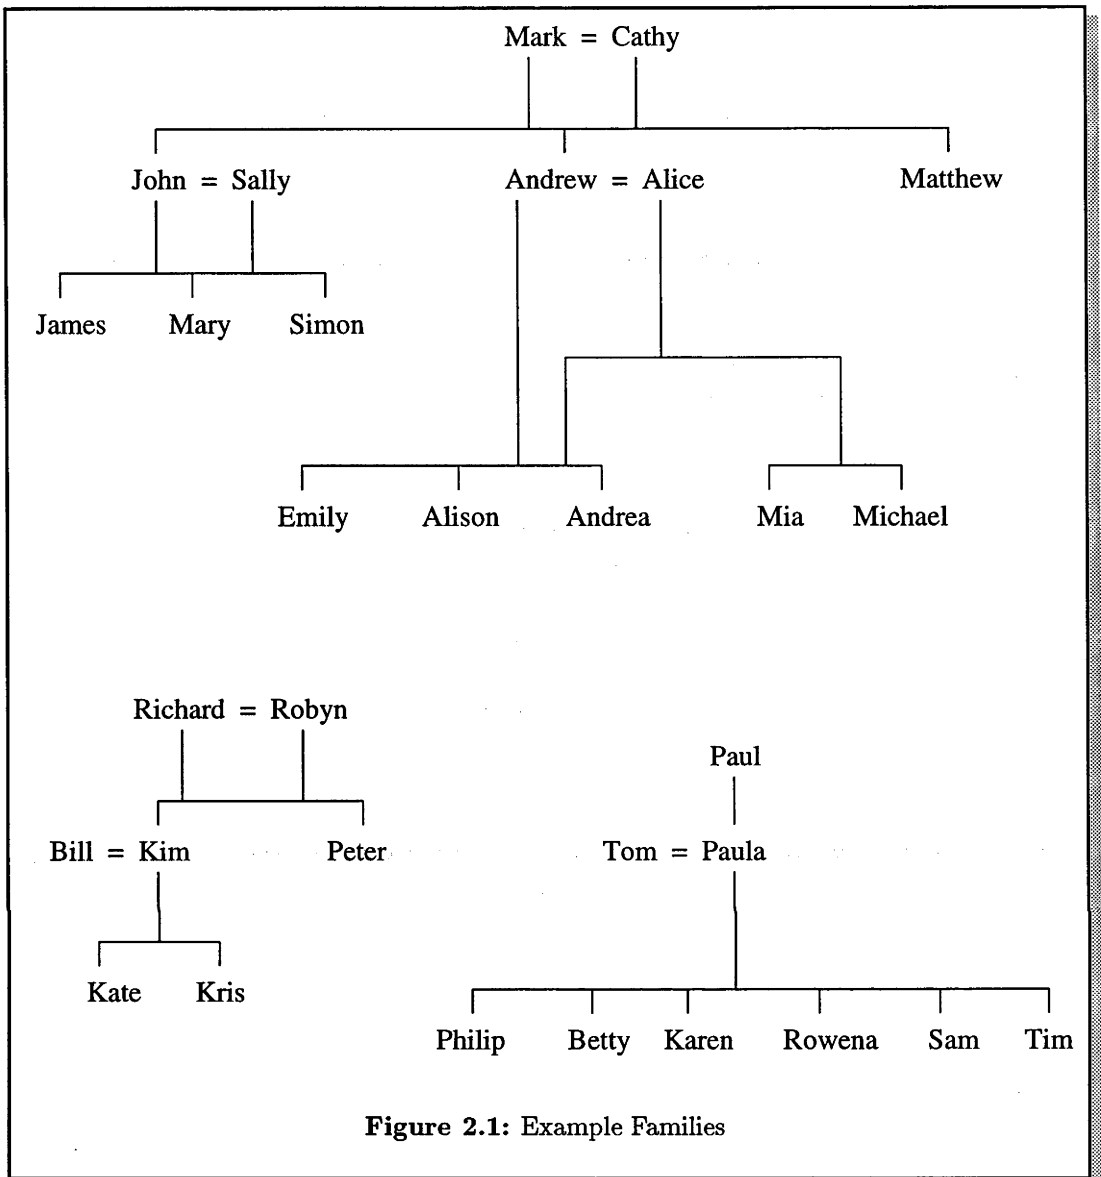 Mark = Cathy
John = Sally
Andrew = Alice
Matthew
James
Mary
Simon
Emily
Alison
Andrea
Mia
Michael
Richard = Robyn
Paul
Bill = Kim
Peter
Tom = Paula
Kate
Kris
Philip
Betty
Karen
Rowena
Sam
Tim
Figure 2.1: Example Families